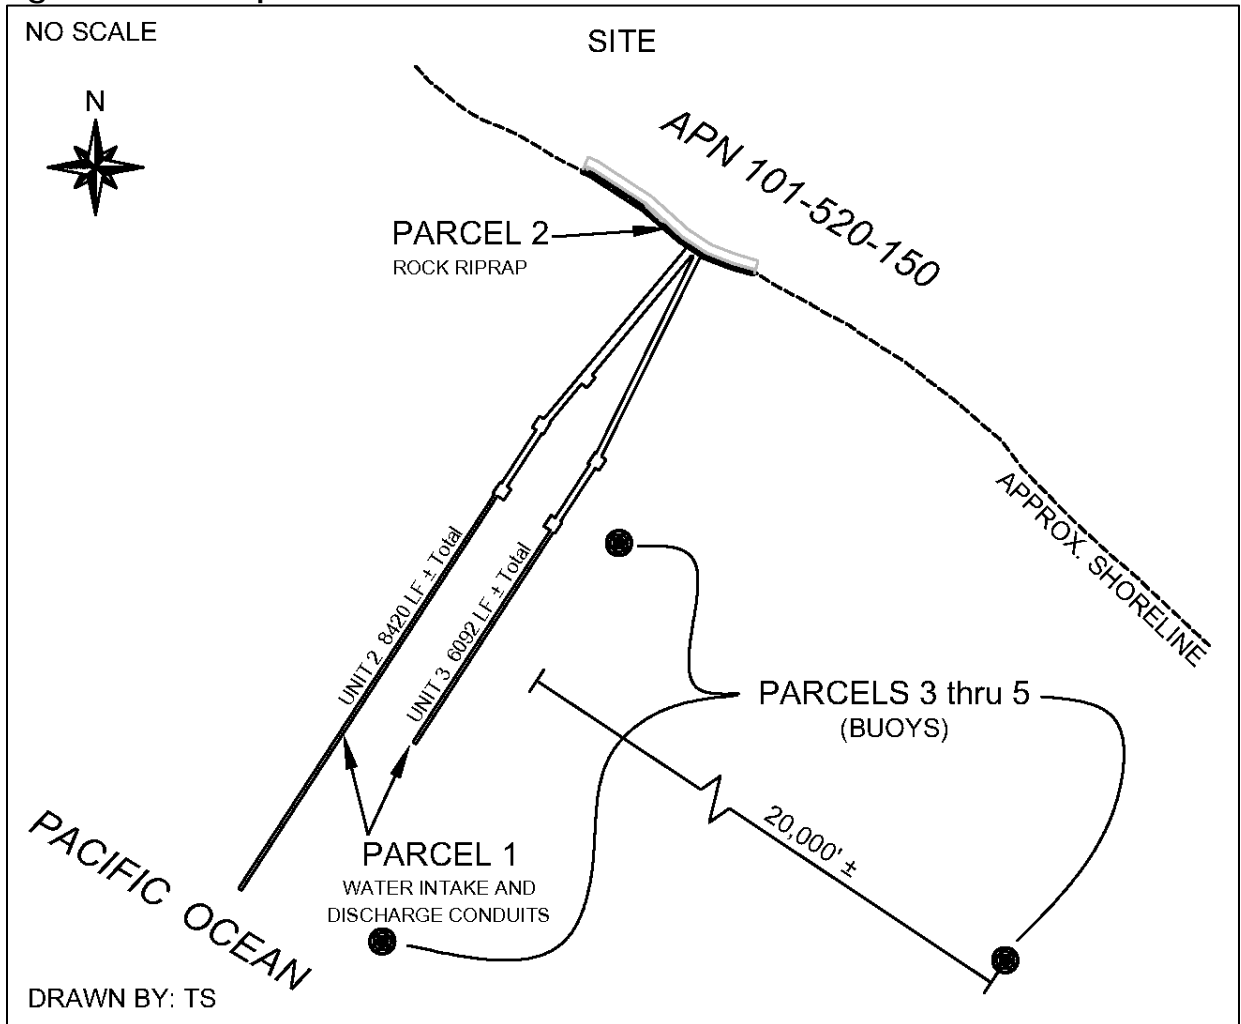 NO SCALE
SITE
N
APN 101-520-150
PARCEL 2
ROCK RIPRAP
APPROX. SHORELINE
UNIT 2 8420 LF ± Total
UNIT 3 6092 LF ± Total
PARCELS 3 thru 5
(BUOYS)
20,000' ±
PARCEL 1
WATER INTAKE AND
DISCHARGE CONDUITS
PACIFIC OCEAN
DRAWN BY: TS